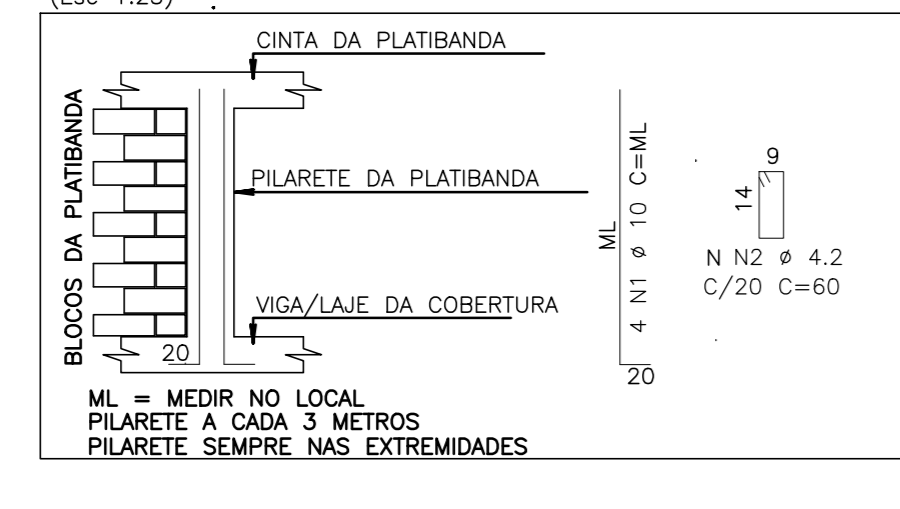 CINTA DA PLATIBANDA
BLOCOS DA PLATIBANDA
PILARETE DA PLATIBANDA
VIGA/LAJE DA COBERTURA
20
ML = MEDIR NO LOCAL
PILARETE A CADA 3 METROS
PILARETE SEMPRE NAS EXTREMIDADES
ML
4 N1 ø 10 C=ML
20
9
14
N N2 ø 4.2
C/20 C=60